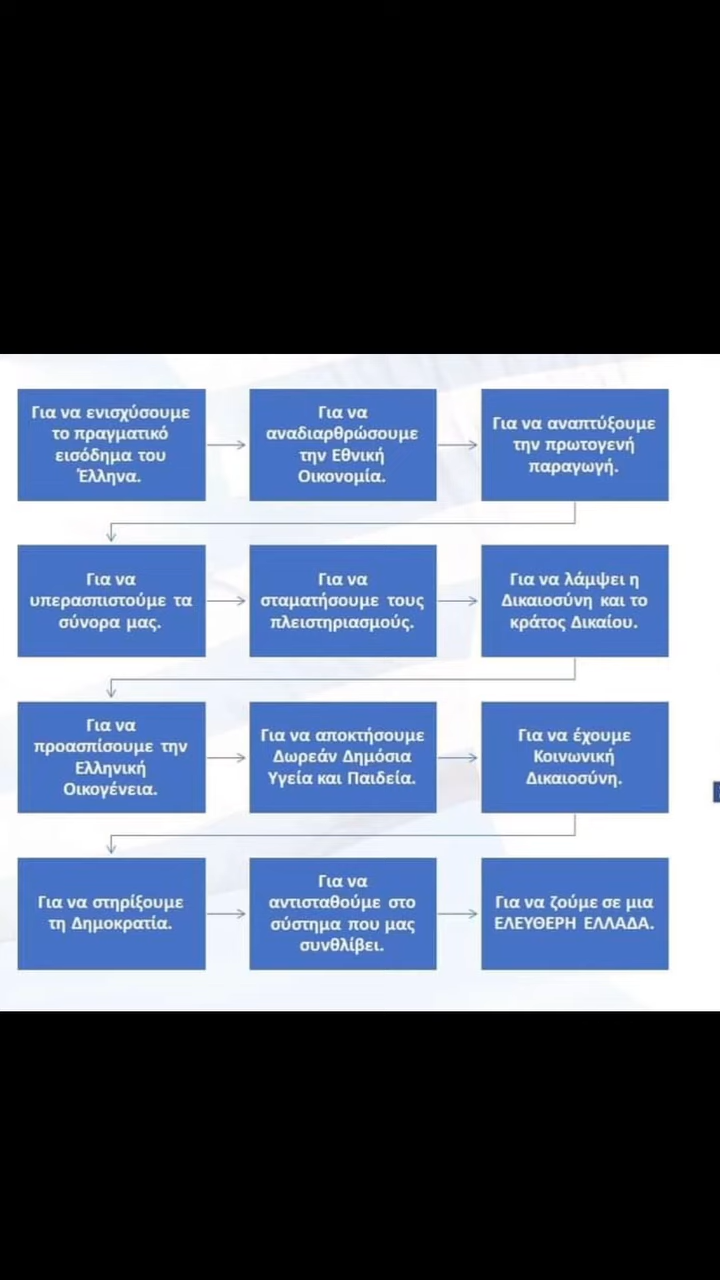 Για να ενισχύσουμε
το πραγματικό
εισόδημα του
Έλληνα.
Για να
αναδιαρθρώσουμε
την Εθνική
Οικονομία.
Για να αναπτύξουμε
την πρωτογενή
παραγωγή.
Για να
υπερασπιστούμε τα
σύνορα μας.
Για να
σταματήσουμε τους
πλειστηριασμούς.
Για να λάμψει η
Δικαιοσύνη και το
κράτος Δικαίου.
Για να
προασπίσουμε την
Ελληνική
Οικογένεια.
Για να αποκτήσουμε
Δωρεάν Δημόσια
Υγεία και Παιδεία.
Για να έχουμε
Κοινωνική
Δικαιοσύνη.
Για να στηρίξουμε
τη Δημοκρατία.
Για να
αντισταθούμε στο
σύστημα που μας
συνθλίβει.
Για να ζούμε σε μια
ΕΛΕΥΘΕΡΗ ΕΛΛΑΔΑ.